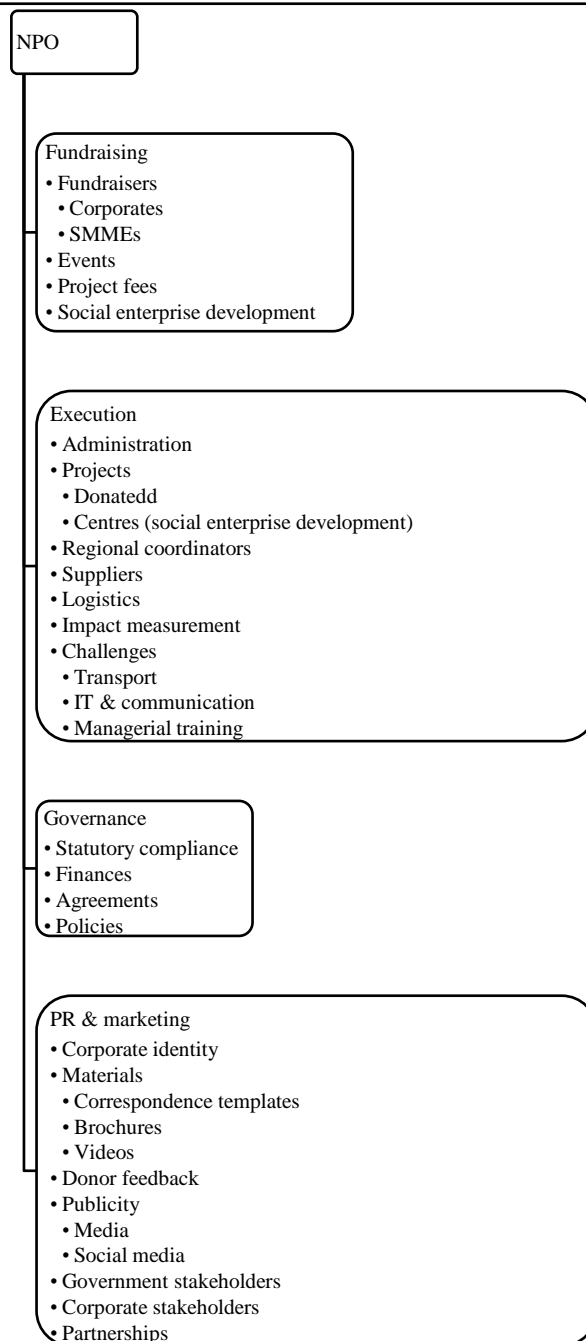 NPO
Fundraising
• Fundraisers
• Corporates
• SMMEs
• Events
• Project fees
• Social enterprise development
Execution
• Administration
• Projects
• Donatedd
• Centres (social enterprise development)
• Regional coordinators
• Suppliers
• Logistics
• Impact measurement
• Challenges
• Transport
• IT & communication
• Managerial training
Governance
• Statutory compliance
• Finances
• Agreements
• Policies
PR & marketing
• Corporate identity
• Materials
• Correspondence templates
• Brochures
• Videos
• Donor feedback
• Publicity
• Media
• Social media
• Government stakeholders
• Corporate stakeholders
• Partnerships